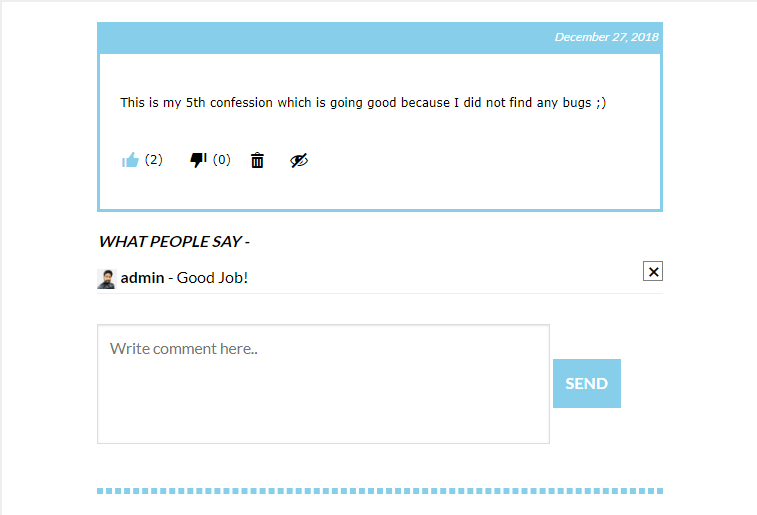 December 27, 2018
This is my 5th confession which is going good because I did not find any bugs ;)
(2) (0)
WHAT PEOPLE SAY -
admin - Good Job!
Write comment here..
SEND